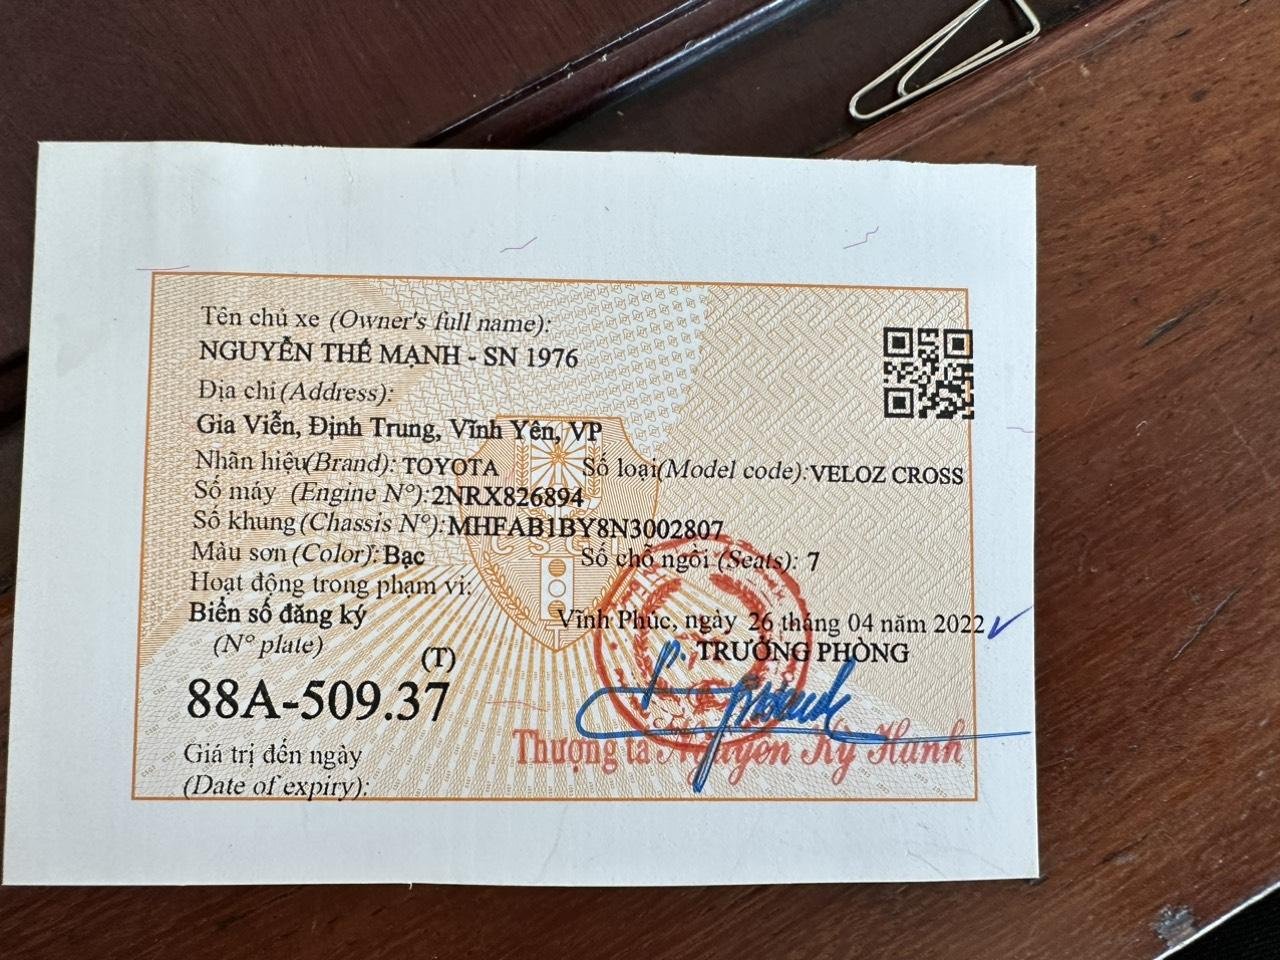 Tên chủ xe (Owner's full name):
NGUYỄN THẾ MẠNH - SN 1976
Địa chỉ (Address):
Gia Viễn, Định Trung, Vĩnh Yên, VP
Nhãn hiệu(Brand): TOYOTA Số loại(Model code): VELOZ CROSS
Số máy (Engine N°): 2NRX826894
Số khung (Chassis N°): MHFAB1BY8N3002807
Màu sơn (Color): Bạc Số chỗ ngồi (Seats): 7
Hoạt động trong phạm vi:
Biển số đăng ký
(N° plate)
Vĩnh Phúc, ngày 26 tháng 04 năm 2022
P. TRƯỞNG PHÒNG
(T)
88A-509.37
Thượng tá Nguyễn Kỳ Hanh
Giá trị đến ngày
(Date of expiry):
CSGT